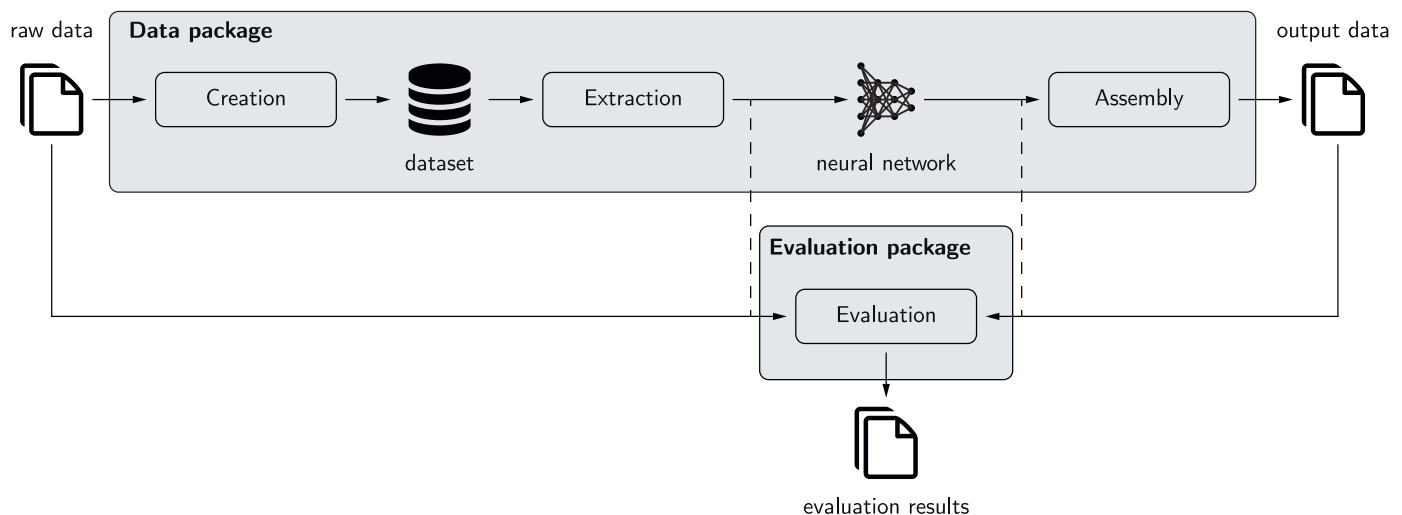 raw data
Data package
output data
Creation
Extraction
Assembly
dataset
neural network
Evaluation package
Evaluation
evaluation results